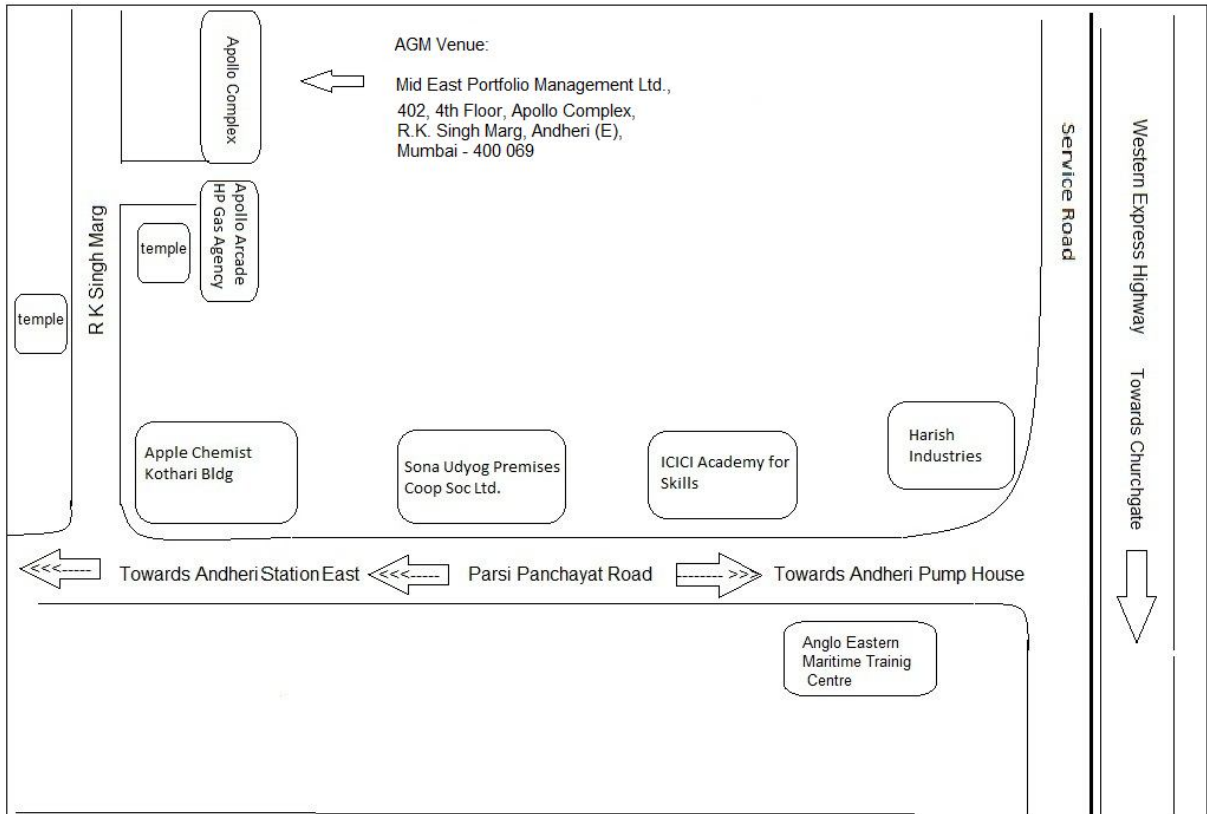 Apollo Complex
AGM Venue:
Mid East Portfolio Management Ltd.,
402, 4th Floor, Apollo Complex,
R.K. Singh Marg, Andheri (E),
Mumbai - 400 069
Apollo Arcade
HP Gas Agency
temple
R K Singh Marg
temple
Service Road
Western Express Highway
Towards Churchgate
Apple Chemist
Kothari Bldg
Sona Udyog Premises
Coop Soc Ltd.
ICICI Academy for
Skills
Harish
Industries
<<<----- Towards Andheri Station East <<<----- Parsi Panchayat Road ------- >>> Towards Andheri Pump House
Anglo Eastern
Maritime Trainig
Centre